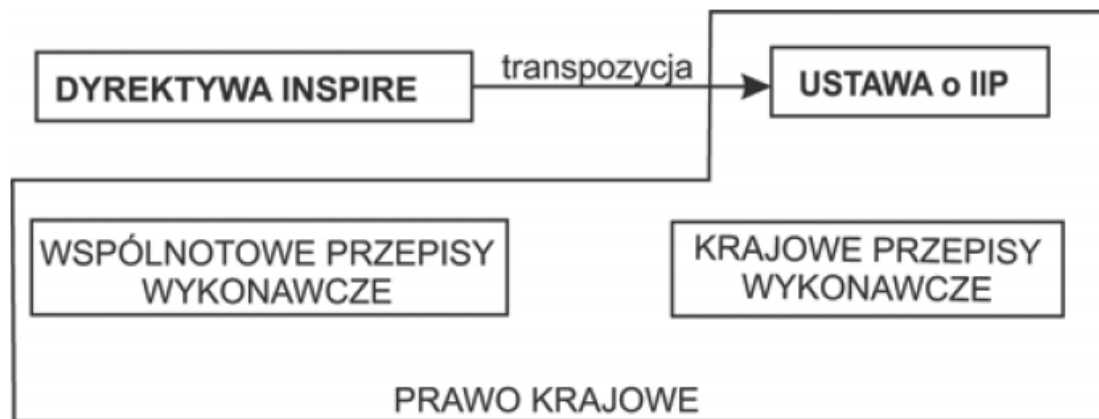 DYREKTYWA INSPIRE
transpozycja
USTAWA o IIP
WSPÓLNOTOWE PRZEPISY
WYKONAWCZE
KRAJOWE PRZEPISY
WYKONAWCZE
PRAWO KRAJOWE